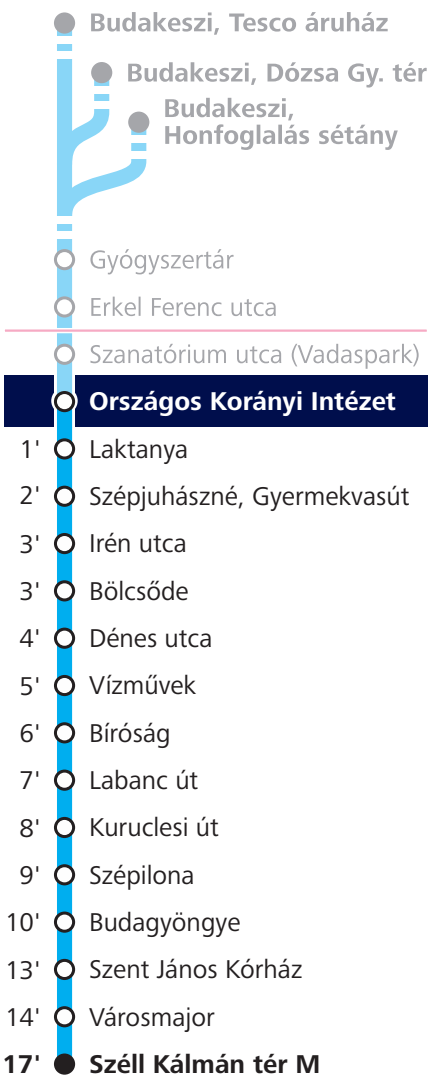 Budakeszi, Tesco áruház
Budakeszi, Dózsa Gy. tér
Budakeszi,
Honfoglalás sétány
Gyógyszertár
Erkel Ferenc utca
Szanatórium utca (Vadaspark)
Országos Korányi Intézet
1' Laktanya
2' Szépjuhászné, Gyermekvasút
3' Irén utca
3' Bölcsőde
4' Dénes utca
5' Vízművek
6' Bíróság
7' Labanc út
8' Kuruclesi út
9' Szépilona
10' Budagyöngye
13' Szent János Kórház
14' Városmajor
17' Széll Kálmán tér M